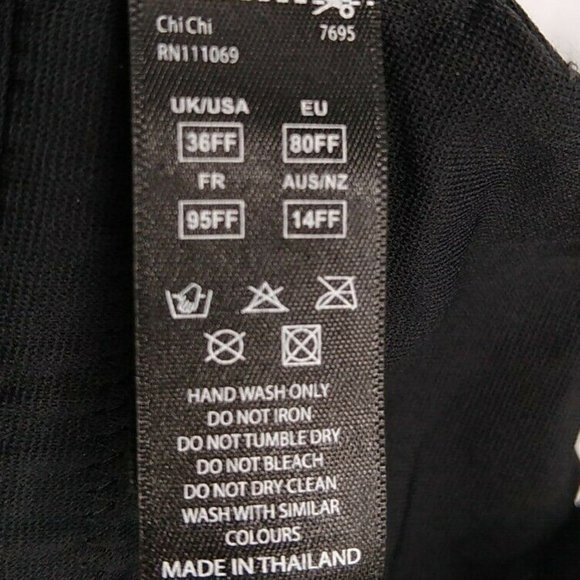 Chi Chi 7695
RN111069
UK/USA EU
36FF 80FF
FR AUS/NZ
95FF 14FF
HAND WASH ONLY
DO NOT IRON
DO NOT TUMBLE DRY
DO NOT BLEACH
DO NOT DRY CLEAN
WASH WITH SIMILAR
COLOURS
MADE IN THAILAND